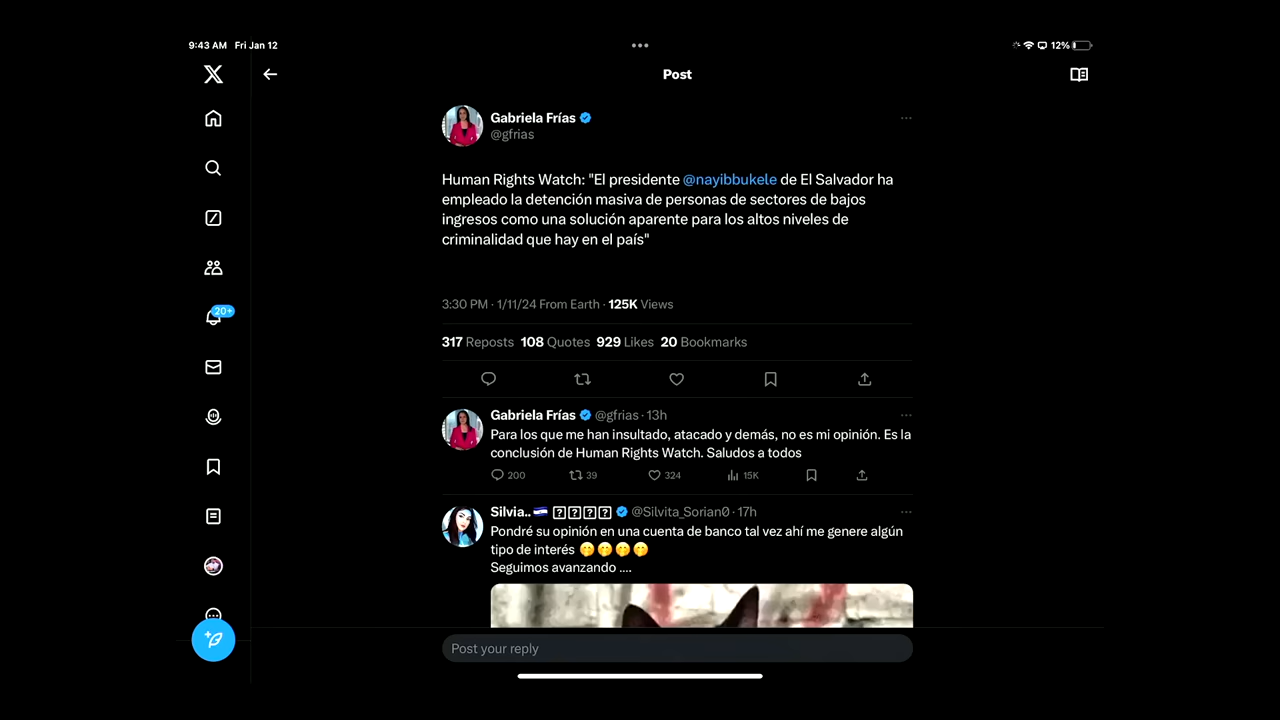 9:43 AM Fri Jan 12
12%
Post
Gabriela Frías
@gfrias
Human Rights Watch: "El presidente @nayibbukele de El Salvador ha
empleado la detención masiva de personas de sectores de bajos
ingresos como una solución aparente para los altos niveles de
criminalidad que hay en el país"
3:30 PM · 1/11/24 From Earth · 125K Views
317 Reposts 108 Quotes 929 Likes 20 Bookmarks
20+
Gabriela Frías @gfrias · 13h
Para los que me han insultado, atacado y demás, no es mi opinión. Es la
conclusión de Human Rights Watch. Saludos a todos
200 39 324 15K
Silvia.. @Silvita_Sorian0 · 17h
Pondré su opinión en una cuenta de banco tal vez ahí me genere algún
tipo de interés 🤭🤭🤭🤭
Seguimos avanzando ....
Post your reply